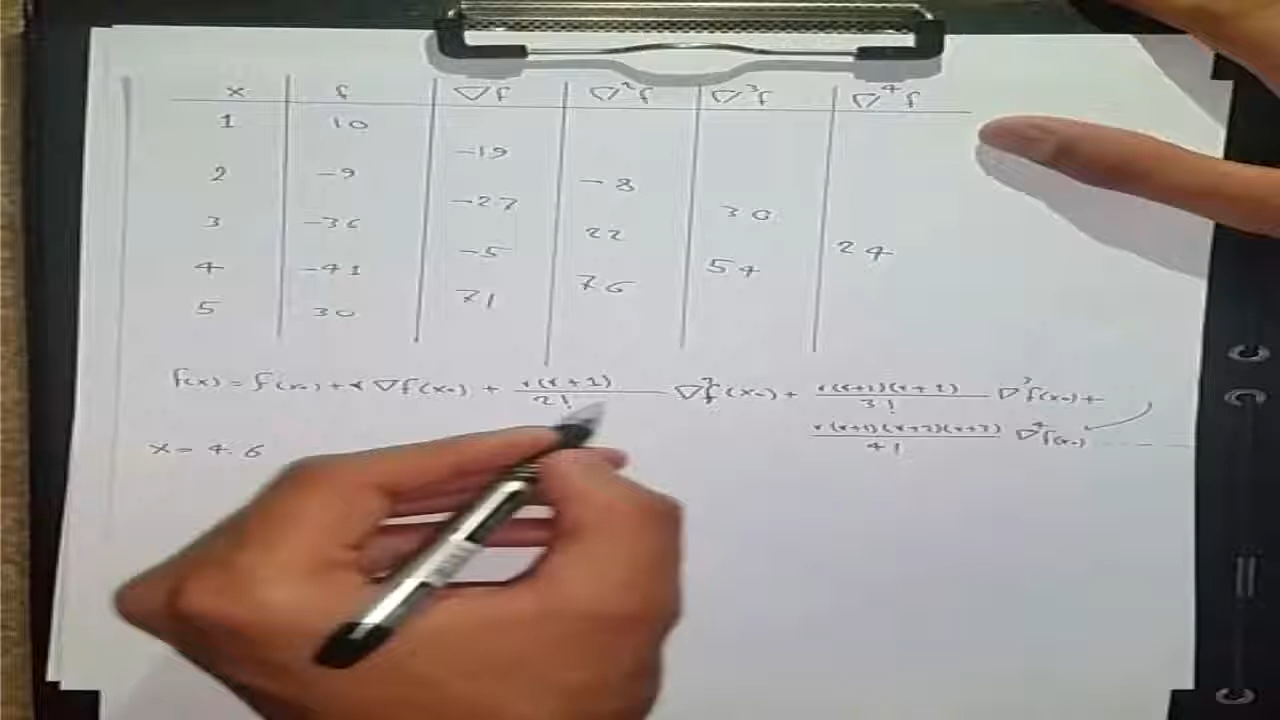 x f ∇f ∇²f ∇³f ∇⁴f
1 10
-19
2 -9 -8
-27 30
3 -36 22 24
-5 54
4 -41 76
71
5 30
f(x) = f(x₀) + r ∇f(x₀) + r(r+1)/2! ∇²f(x₀) + r(r+1)(r+2)/3! ∇³f(x₀) +
r(r+1)(r+2)(r+3)/4! ∇⁴f(x₀)
x = 4.6